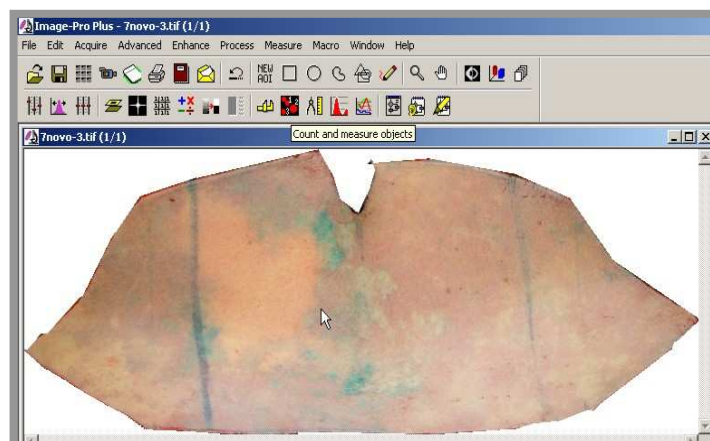 Image-Pro Plus - 7novo-3.tif (1/1)
File Edit Acquire Advanced Enhance Process Measure Macro Window Help
NEW
AOI
Count and measure objects
7novo-3.tif (1/1)